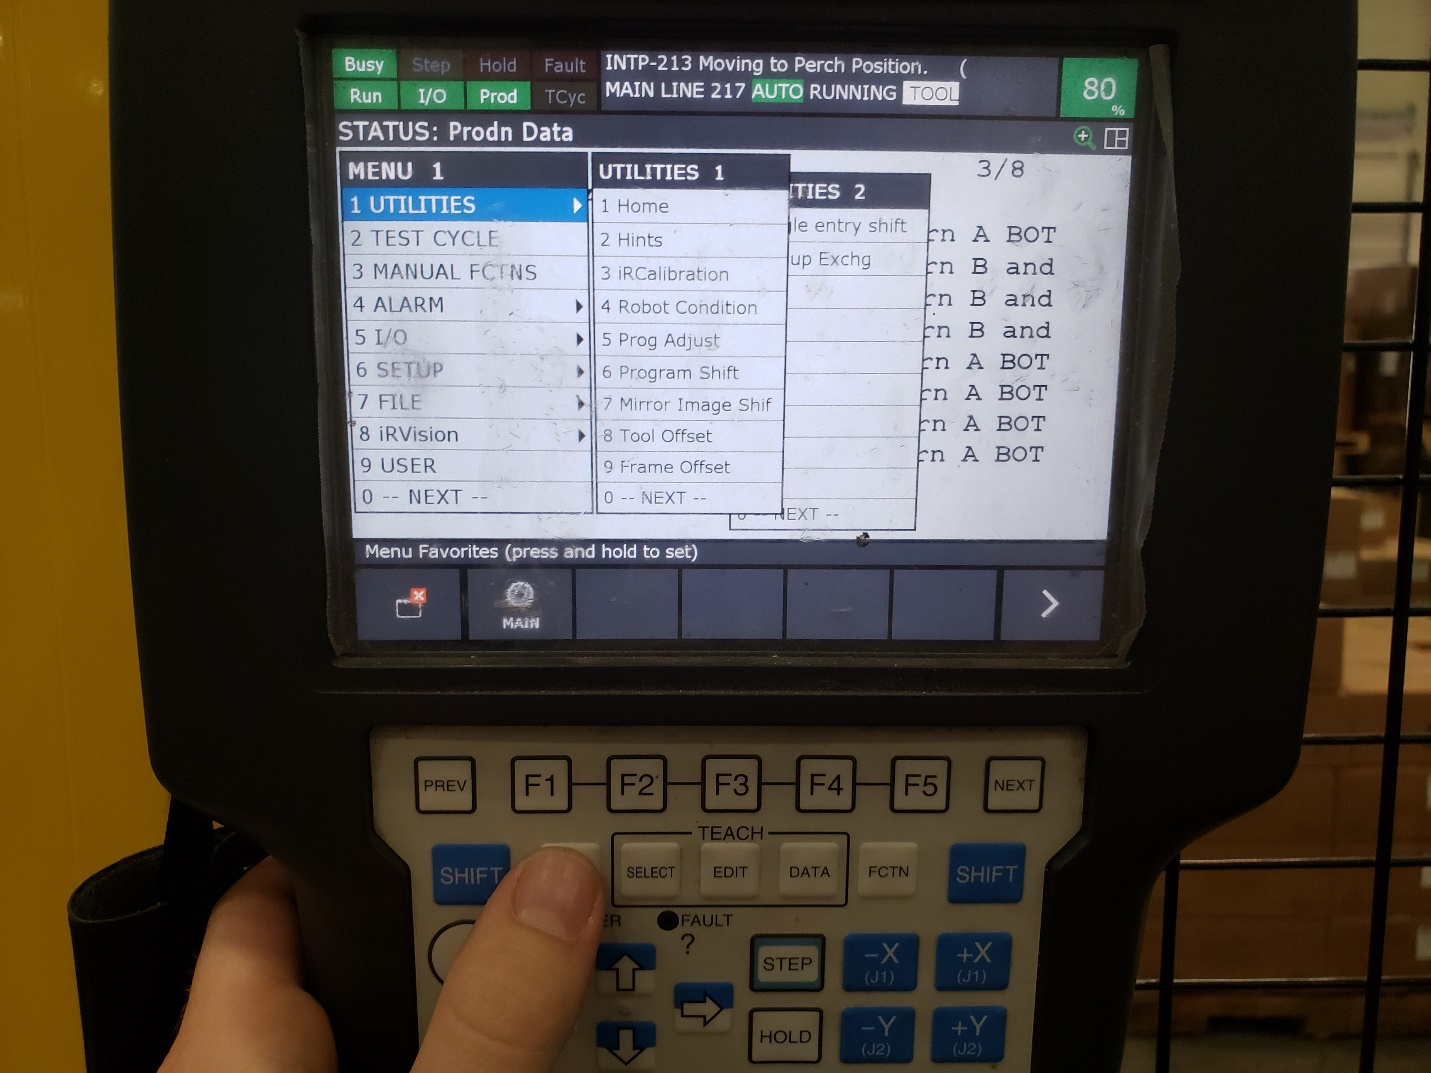 Busy Step Hold Fault
Run I/O Prod TCyc
INTP-213 Moving to Perch Position. (
MAIN LINE 217 AUTO RUNNING TOOL
80
%
STATUS: Prodn Data
3/8
MENU 1
1 UTILITIES
2 TEST CYCLE
3 MANUAL FCTNS
4 ALARM
5 I/O
6 SETUP
7 FILE
8 iRVision
9 USER
0 -- NEXT --
UTILITIES 1
1 Home
2 Hints
3 iRCalibration
4 Robot Condition
5 Prog Adjust
6 Program Shift
7 Mirror Image Shif
8 Tool Offset
9 Frame Offset
0 -- NEXT --
TIES 2
le entry shift
up Exchg
0 -- NEXT --
rn A BOT
rn B and
rn B and
rn B and
rn A BOT
rn A BOT
rn A BOT
rn A BOT
Menu Favorites (press and hold to set)
MAIN
PREV F1 F2 F3 F4 F5 NEXT
TEACH
SHIFT SELECT EDIT DATA FCTN SHIFT
ER FAULT
?
STEP -X (J1) +X (J1)
HOLD -Y (J2) +Y (J2)